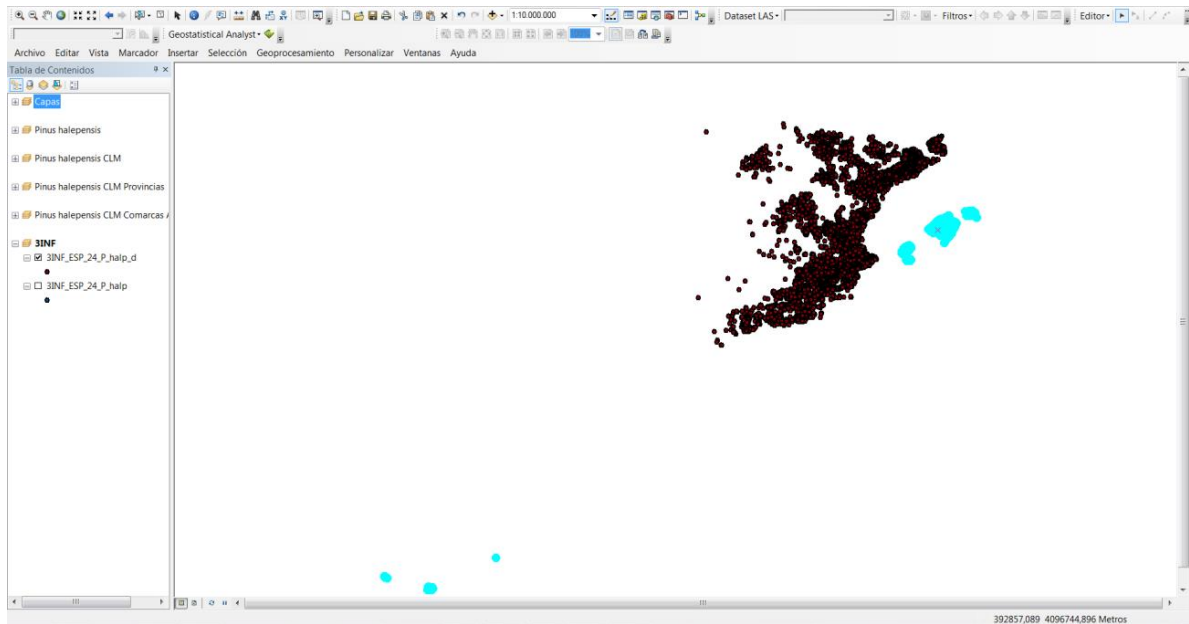 1:10.000.000
Dataset LAS
Filtros
Editor
Geostatistical Analyst
Archivo Editar Vista Marcador Insertar Selección Geoprocesamiento Personalizar Ventanas Ayuda
Tabla de Contenidos
Capas
Pinus halepensis
Pinus halepensis CLM
Pinus halepensis CLM Provincias
Pinus halepensis CLM Comarcas
3INF
3INF_ESP_24_P_halp_d
3INF_ESP_24_P_halp
392857,089 4096744,896 Metros